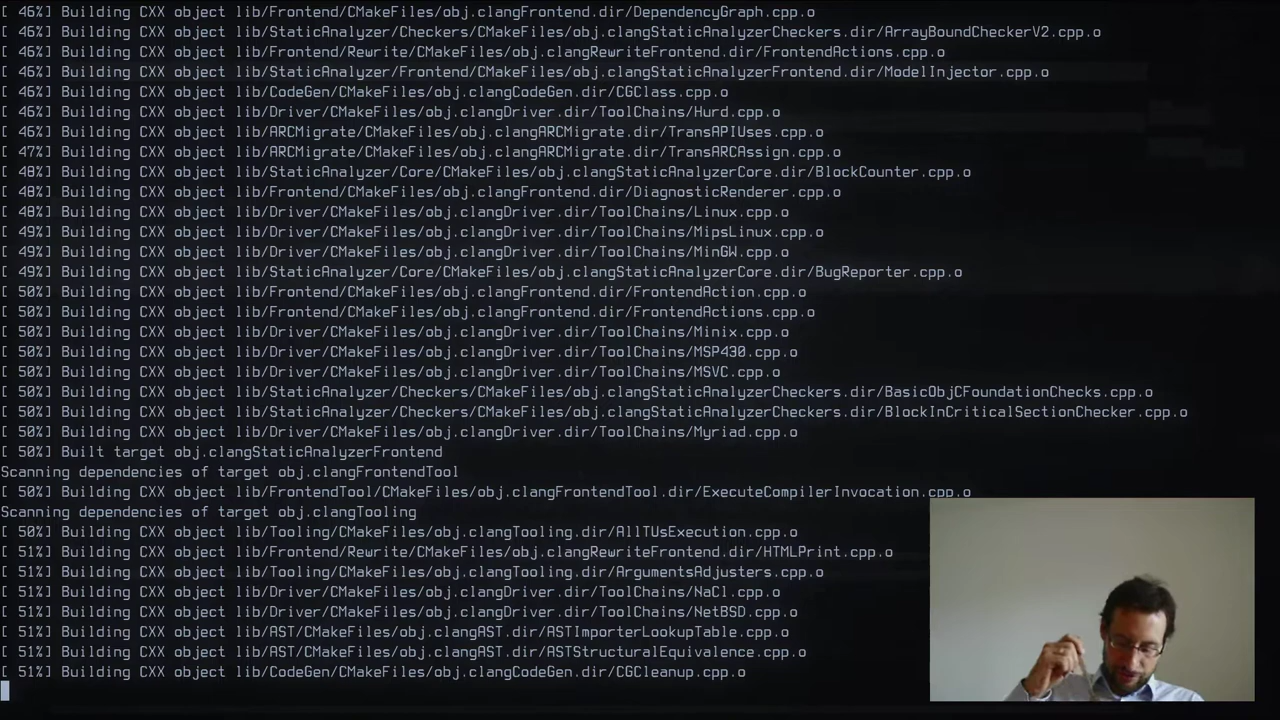 [ 46%] Building CXX object lib/Frontend/CMakeFiles/obj.clangFrontend.dir/DependencyGraph.cpp.o
[ 46%] Building CXX object lib/StaticAnalyzer/Checkers/CMakeFiles/obj.clangStaticAnalyzerCheckers.dir/ArrayBoundCheckerV2.cpp.o
[ 46%] Building CXX object lib/Frontend/Rewrite/CMakeFiles/obj.clangRewriteFrontend.dir/FrontendActions.cpp.o
[ 46%] Building CXX object lib/StaticAnalyzer/Frontend/CMakeFiles/obj.clangStaticAnalyzerFrontend.dir/ModelInjector.cpp.o
[ 46%] Building CXX object lib/CodeGen/CMakeFiles/obj.clangCodeGen.dir/CGClass.cpp.o
[ 46%] Building CXX object lib/Driver/CMakeFiles/obj.clangDriver.dir/ToolChains/Hurd.cpp.o
[ 46%] Building CXX object lib/ARCMigrate/CMakeFiles/obj.clangARCMigrate.dir/TransAPIUses.cpp.o
[ 47%] Building CXX object lib/ARCMigrate/CMakeFiles/obj.clangARCMigrate.dir/TransARCAssign.cpp.o
[ 48%] Building CXX object lib/StaticAnalyzer/Core/CMakeFiles/obj.clangStaticAnalyzerCore.dir/BlockCounter.cpp.o
[ 48%] Building CXX object lib/Frontend/CMakeFiles/obj.clangFrontend.dir/DiagnosticRenderer.cpp.o
[ 48%] Building CXX object lib/Driver/CMakeFiles/obj.clangDriver.dir/ToolChains/Linux.cpp.o
[ 49%] Building CXX object lib/Driver/CMakeFiles/obj.clangDriver.dir/ToolChains/MipsLinux.cpp.o
[ 49%] Building CXX object lib/Driver/CMakeFiles/obj.clangDriver.dir/ToolChains/MinGW.cpp.o
[ 49%] Building CXX object lib/StaticAnalyzer/Core/CMakeFiles/obj.clangStaticAnalyzerCore.dir/BugReporter.cpp.o
[ 50%] Building CXX object lib/Frontend/CMakeFiles/obj.clangFrontend.dir/FrontendAction.cpp.o
[ 50%] Building CXX object lib/Frontend/CMakeFiles/obj.clangFrontend.dir/FrontendActions.cpp.o
[ 50%] Building CXX object lib/Driver/CMakeFiles/obj.clangDriver.dir/ToolChains/Minix.cpp.o
[ 50%] Building CXX object lib/Driver/CMakeFiles/obj.clangDriver.dir/ToolChains/MSP430.cpp.o
[ 50%] Building CXX object lib/Driver/CMakeFiles/obj.clangDriver.dir/ToolChains/MSVC.cpp.o
[ 50%] Building CXX object lib/StaticAnalyzer/Checkers/CMakeFiles/obj.clangStaticAnalyzerCheckers.dir/BasicObjCFoundationChecks.cpp.o
[ 50%] Building CXX object lib/StaticAnalyzer/Checkers/CMakeFiles/obj.clangStaticAnalyzerCheckers.dir/BlockInCriticalSectionChecker.cpp.o
[ 50%] Building CXX object lib/Driver/CMakeFiles/obj.clangDriver.dir/ToolChains/Myriad.cpp.o
[ 50%] Built target obj.clangStaticAnalyzerFrontend
Scanning dependencies of target obj.clangFrontendTool
[ 50%] Building CXX object lib/FrontendTool/CMakeFiles/obj.clangFrontendTool.dir/ExecuteCompilerInvocation.cpp.o
Scanning dependencies of target obj.clangTooling
[ 50%] Building CXX object lib/Tooling/CMakeFiles/obj.clangTooling.dir/AllTUsExecution.cpp.o
[ 51%] Building CXX object lib/Frontend/Rewrite/CMakeFiles/obj.clangRewriteFrontend.dir/HTMLPrint.cpp.o
[ 51%] Building CXX object lib/Tooling/CMakeFiles/obj.clangTooling.dir/ArgumentsAdjusters.cpp.o
[ 51%] Building CXX object lib/Driver/CMakeFiles/obj.clangDriver.dir/ToolChains/NaCl.cpp.o
[ 51%] Building CXX object lib/Driver/CMakeFiles/obj.clangDriver.dir/ToolChains/NetBSD.cpp.o
[ 51%] Building CXX object lib/AST/CMakeFiles/obj.clangAST.dir/ASTImporterLookupTable.cpp.o
[ 51%] Building CXX object lib/AST/CMakeFiles/obj.clangAST.dir/ASTStructuralEquivalence.cpp.o
[ 51%] Building CXX object lib/CodeGen/CMakeFiles/obj.clangCodeGen.dir/CGCleanup.cpp.o